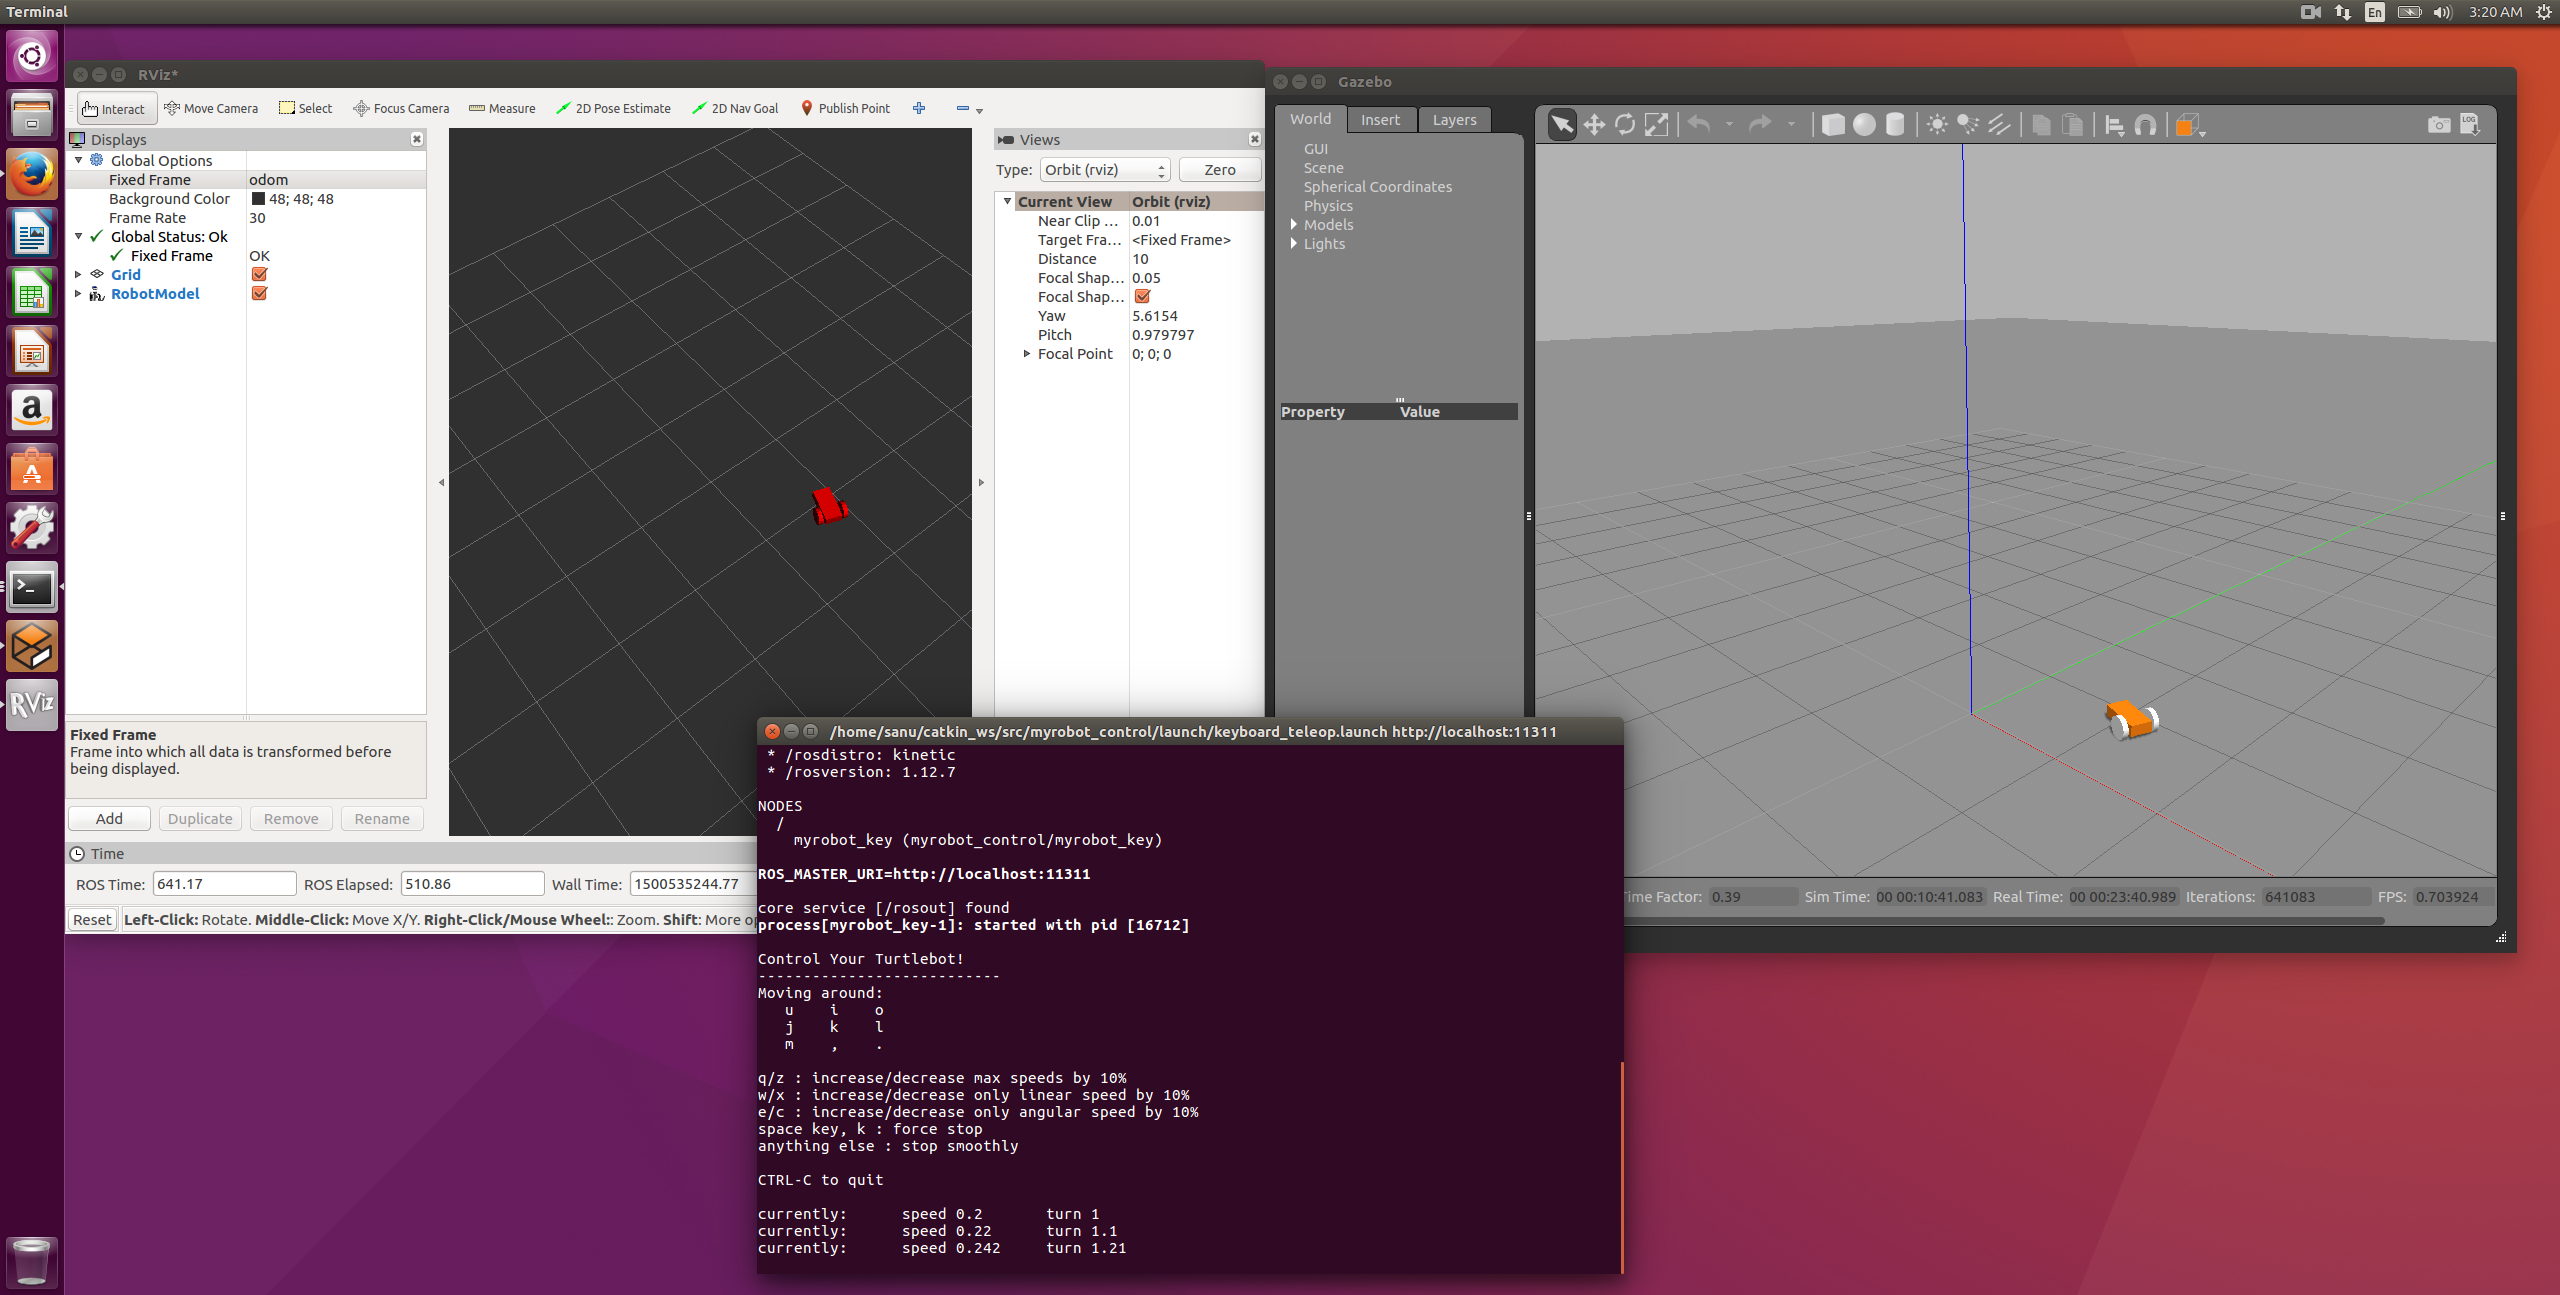 Terminal
En
3:20 AM
RViz*
Interact Move Camera Select Focus Camera Measure 2D Pose Estimate 2D Nav Goal Publish Point
Displays
Global Options
Fixed Frame odom
Background Color 48; 48; 48
Frame Rate 30
Global Status: Ok
Fixed Frame OK
Grid
RobotModel
Fixed Frame
Frame into which all data is transformed before
being displayed.
Add Duplicate Remove Rename
Views
Type: Orbit (rviz) Zero
Current View Orbit (rviz)
Near Clip ... 0.01
Target Fra... <Fixed Frame>
Distance 10
Focal Shap... 0.05
Focal Shap...
Yaw 5.6154
Pitch 0.979797
Focal Point 0; 0; 0
Time
ROS Time: 641.17 ROS Elapsed: 510.86 Wall Time: 1500535244.77
Reset Left-Click: Rotate. Middle-Click: Move X/Y. Right-Click/Mouse Wheel:: Zoom. Shift: More op
Gazebo
World Insert Layers
GUI
Scene
Spherical Coordinates
Physics
Models
Lights
Property Value
LOG
Time Factor: 0.39 Sim Time: 00 00:10:41.083 Real Time: 00 00:23:40.989 Iterations: 641083 FPS: 0.703924
/home/sanu/catkin_ws/src/myrobot_control/launch/keyboard_teleop.launch http://localhost:11311
* /rosdistro: kinetic
* /rosversion: 1.12.7
NODES
/
myrobot_key (myrobot_control/myrobot_key)
ROS_MASTER_URI=http://localhost:11311
core service [/rosout] found
process[myrobot_key-1]: started with pid [16712]
Control Your Turtlebot!
---------------------------
Moving around:
u i o
j k l
m , .
q/z : increase/decrease max speeds by 10%
w/x : increase/decrease only linear speed by 10%
e/c : increase/decrease only angular speed by 10%
space key, k : force stop
anything else : stop smoothly
CTRL-C to quit
currently: speed 0.2 turn 1
currently: speed 0.22 turn 1.1
currently: speed 0.242 turn 1.21
a
A
>_
RViz